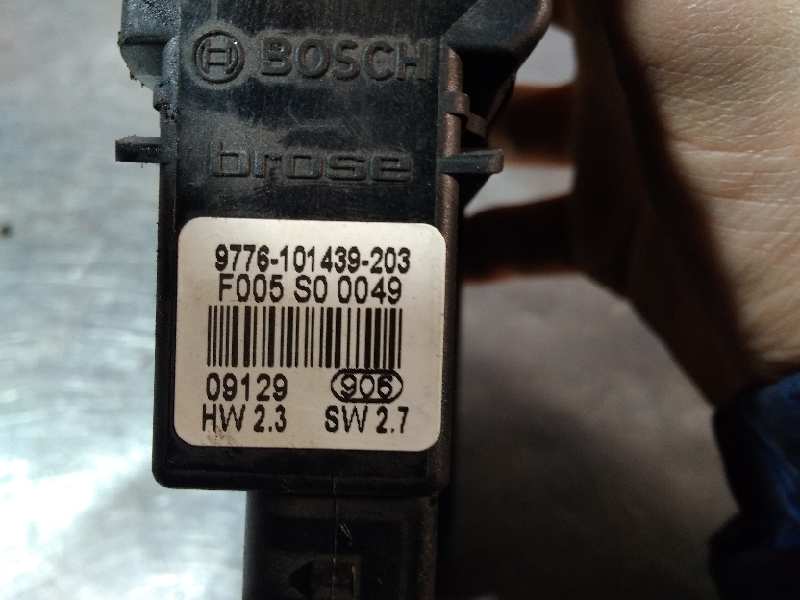 BOSCH
brose
9776-101439-203
F005 S0 0049
09129 906
HW 2.3 SW 2.7